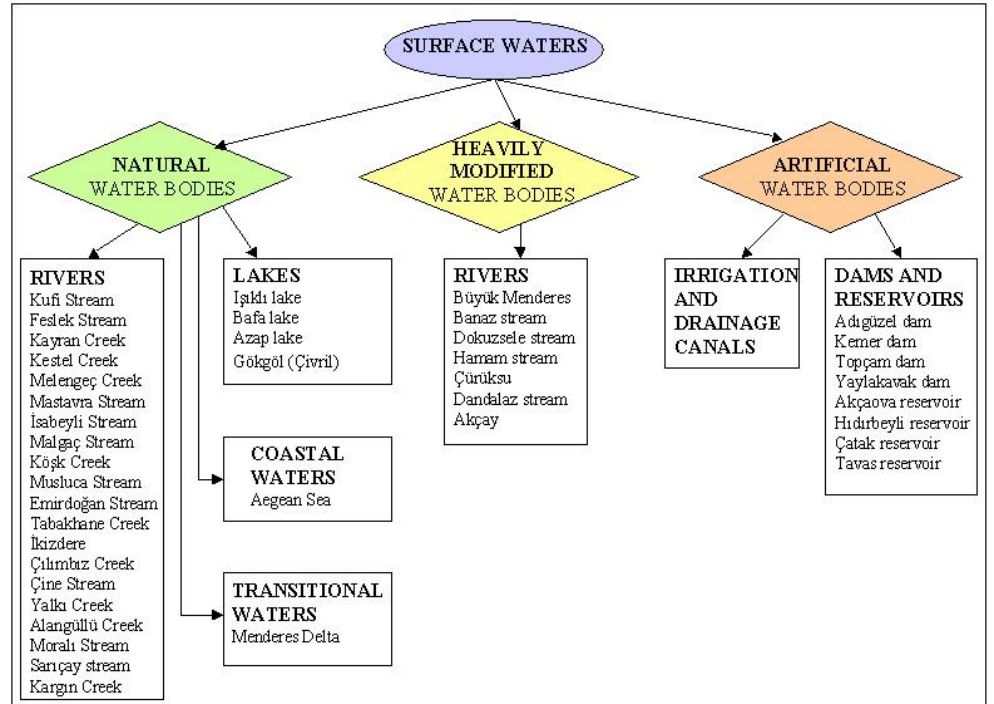 SURFACE WATERS
NATURAL
WATER BODIES
HEAVILY
MODIFIED
WATER BODIES
ARTIFICIAL
WATER BODIES
RIVERS
Kufi Stream
Feslek Stream
Kayran Creek
Kestel Creek
Melengeç Creek
Mastavra Stream
İsabeyli Stream
Malgaç Stream
Köşk Creek
Musluca Stream
Emirdoğan Stream
Tabakhane Creek
İkizdere
Çılımbız Creek
Çine Stream
Yalkı Creek
Alangüllü Creek
Moralı Stream
Sarıçay stream
Kargın Creek
LAKES
Işıklı lake
Bafa lake
Azap lake
Gökgöl (Çivril)
COASTAL
WATERS
Aegean Sea
TRANSITIONAL
WATERS
Menderes Delta
RIVERS
Büyük Menderes
Banaz stream
Dokuzsele stream
Hamam stream
Çürüksu
Dandalaz stream
Akçay
IRRIGATION
AND
DRAINAGE
CANALS
DAMS AND
RESERVOIRS
Adıgüzel dam
Kemer dam
Topçam dam
Yaylakavak dam
Akçaova reservoir
Hıdırbeyli reservoir
Çatak reservoir
Tavas reservoir